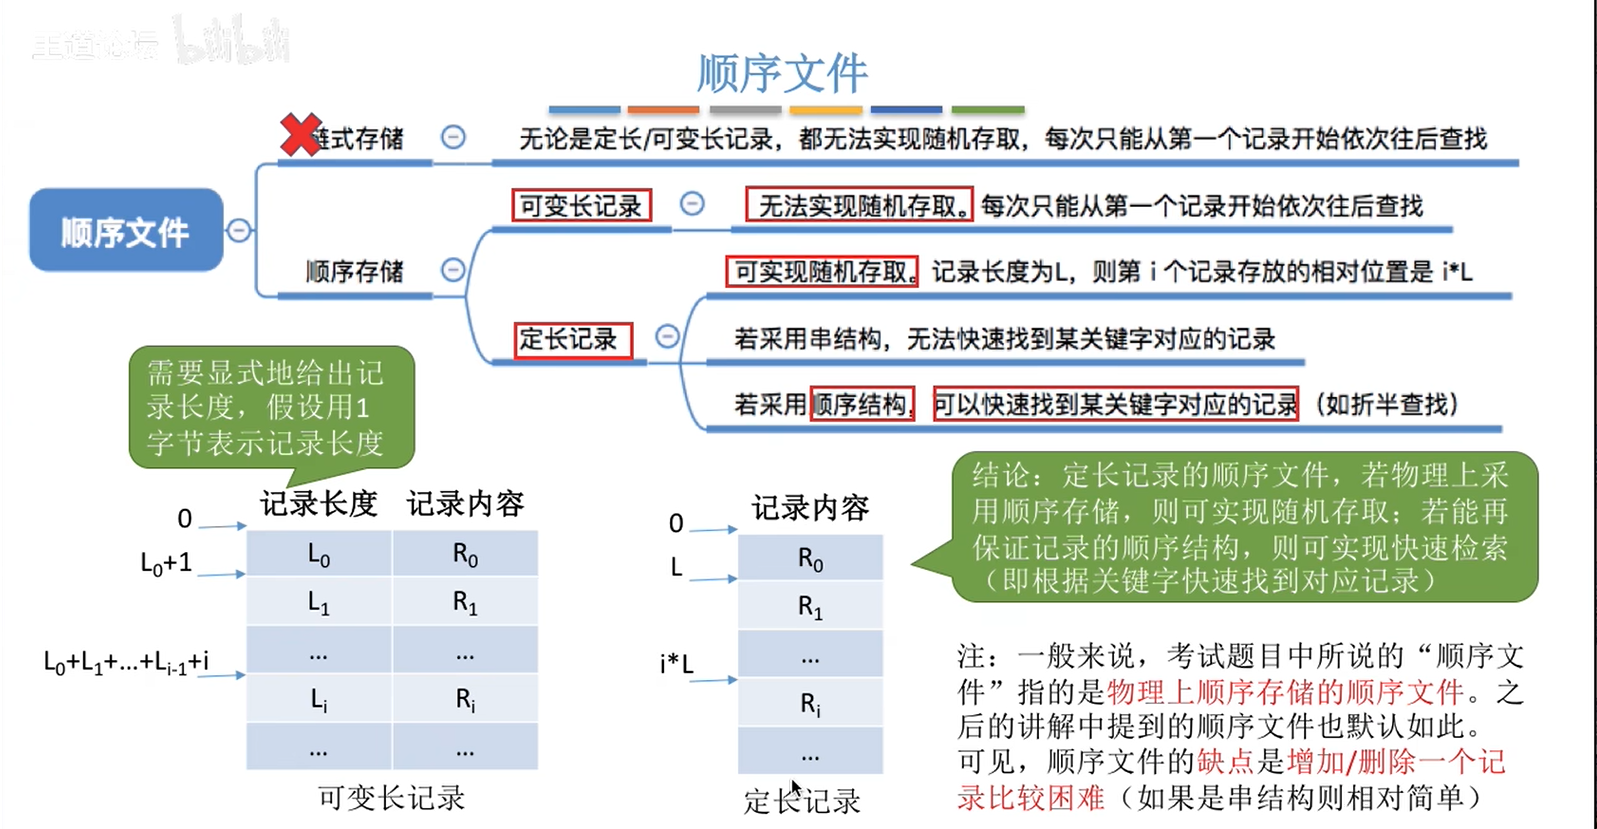 王道论坛 bilibili
顺序文件
链式存储
无论是定长/可变长记录，都无法实现随机存取，每次只能从第一个记录开始依次往后查找
可变长记录
无法实现随机存取。每次只能从第一个记录开始依次往后查找
顺序文件
顺序存储
可实现随机存取。记录长度为L，则第 i 个记录存放的相对位置是 i*L
定长记录
若采用串结构，无法快速找到某关键字对应的记录
若采用顺序结构，可以快速找到某关键字对应的记录（如折半查找）
需要显式地给出记
录长度，假设用1
字节表示记录长度
记录长度 记录内容
0
L0 R0
L0+1
L1 R1
... ...
L0+L1+...+Li-1+i
Li Ri
... ...
可变长记录
记录内容
0
R0
L
R1
...
i*L
Ri
...
定长记录
结论：定长记录的顺序文件，若物理上采
用顺序存储，则可实现随机存取；若能再
保证记录的顺序结构，则可实现快速检索
（即根据关键字快速找到对应记录）
注：一般来说，考试题目中所说的“顺序文
件”指的是物理上顺序存储的顺序文件。之
后的讲解中提到的顺序文件也默认如此。
可见，顺序文件的缺点是增加/删除一个记
录比较困难（如果是串结构则相对简单）